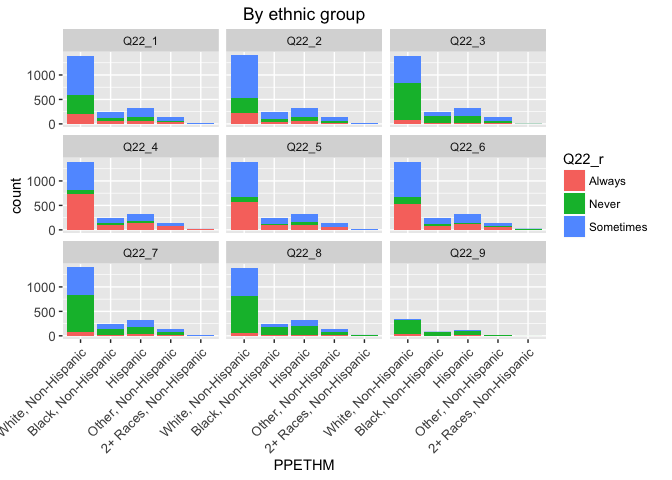 By ethnic group
Q22_1 Q22_2 Q22_3
1000
500
0
Q22_4 Q22_5 Q22_6
1000
500
0
Q22_7 Q22_8 Q22_9
1000
500
0
count
White, Non-Hispanic
Black, Non-Hispanic
Hispanic
Other, Non-Hispanic
2+ Races, Non-Hispanic
White, Non-Hispanic
Black, Non-Hispanic
Hispanic
Other, Non-Hispanic
2+ Races, Non-Hispanic
White, Non-Hispanic
Black, Non-Hispanic
Hispanic
Other, Non-Hispanic
2+ Races, Non-Hispanic
PPETHM
Q22_r
Always
Never
Sometimes